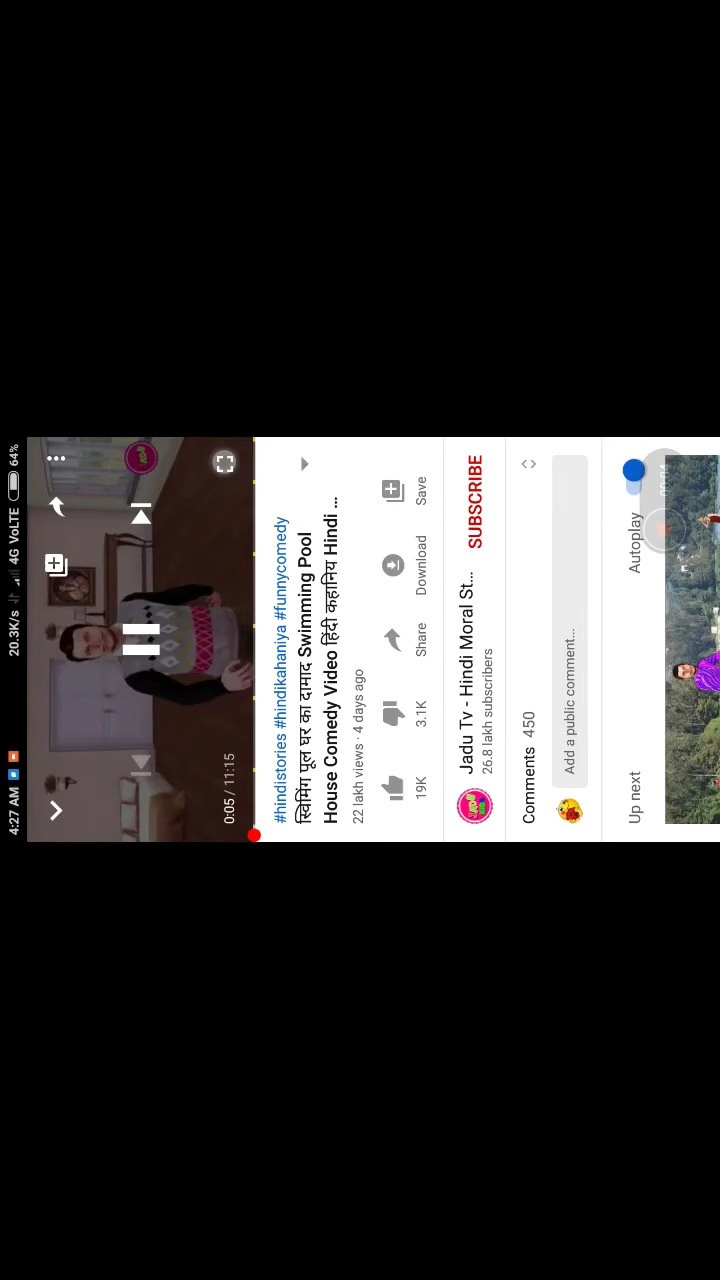 4:27 AM 20.3K/s 4G VoLTE 64%
0:05 / 11:15
#hindistories #hindikahaniya #funnycomedy
स्विमिंग पूल घर का दामाद Swimming Pool
House Comedy Video हिंदी कहानिय Hindi ...
22 lakh views · 4 days ago
19K 3.1K Share Download Save
Jadu Tv - Hindi Moral St...
26.8 lakh subscribers
SUBSCRIBE
Comments 450
Add a public comment...
Up next Autoplay
00:04